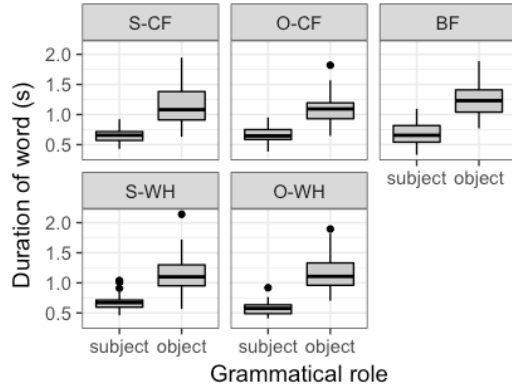 S-CF O-CF BF
2.0
1.5
1.0
0.5
subject object
S-WH O-WH
2.0
1.5
1.0
0.5
subject object subject object
Duration of word (s)
Grammatical role